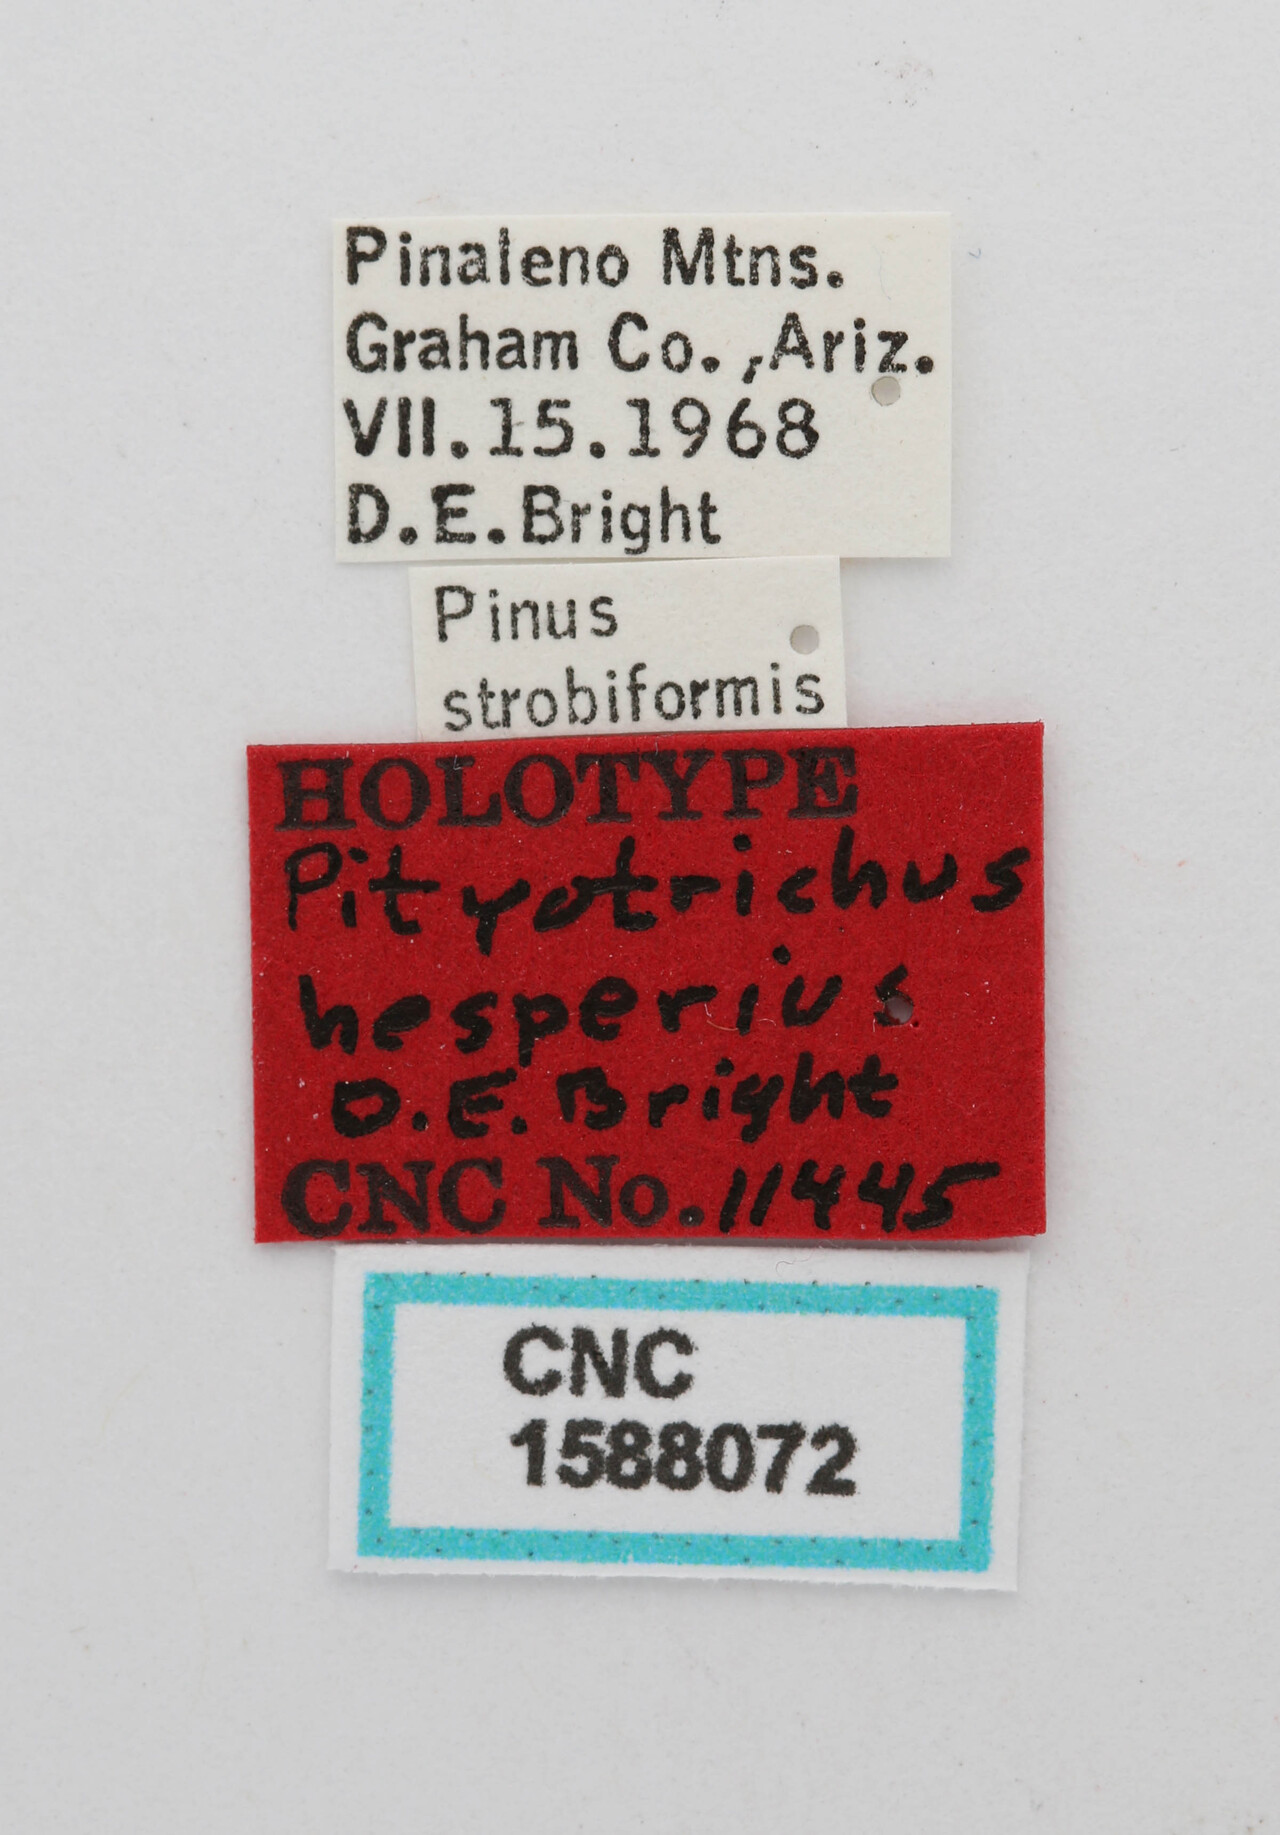 Pinaleno Mtns.
Graham Co.,Ariz.
VII.15.1968
D.E.Bright
Pinus
strobiformis
HOLOTYPE
Pityotrichus
hesperius
D.E.Bright
CNC No. 11445
CNC
1588072